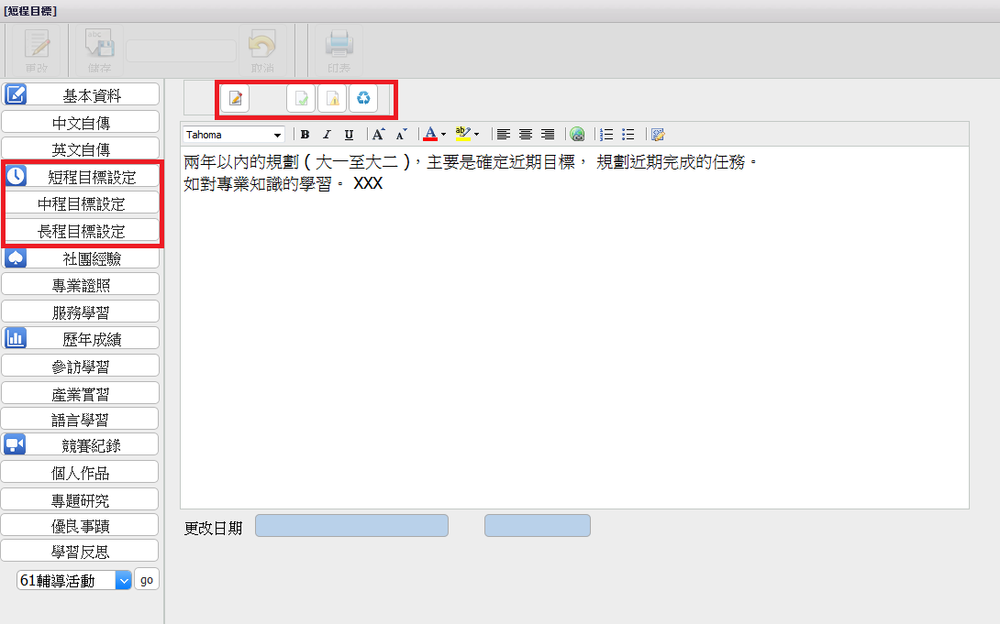 [短程目標]
更改
儲存
取消
印表
基本資料
中文自傳
英文自傳
短程目標設定
中程目標設定
長程目標設定
社團經驗
專業證照
服務學習
歷年成績
參訪學習
產業實習
語言學習
競賽紀錄
個人作品
專題研究
優良事蹟
學習反思
61輔導活動 go
Tahoma B I U A A A ab
兩年以內的規劃 ( 大一至大二 )，主要是確定近期目標， 規劃近期完成的任務。
如對專業知識的學習。 XXX
更改日期